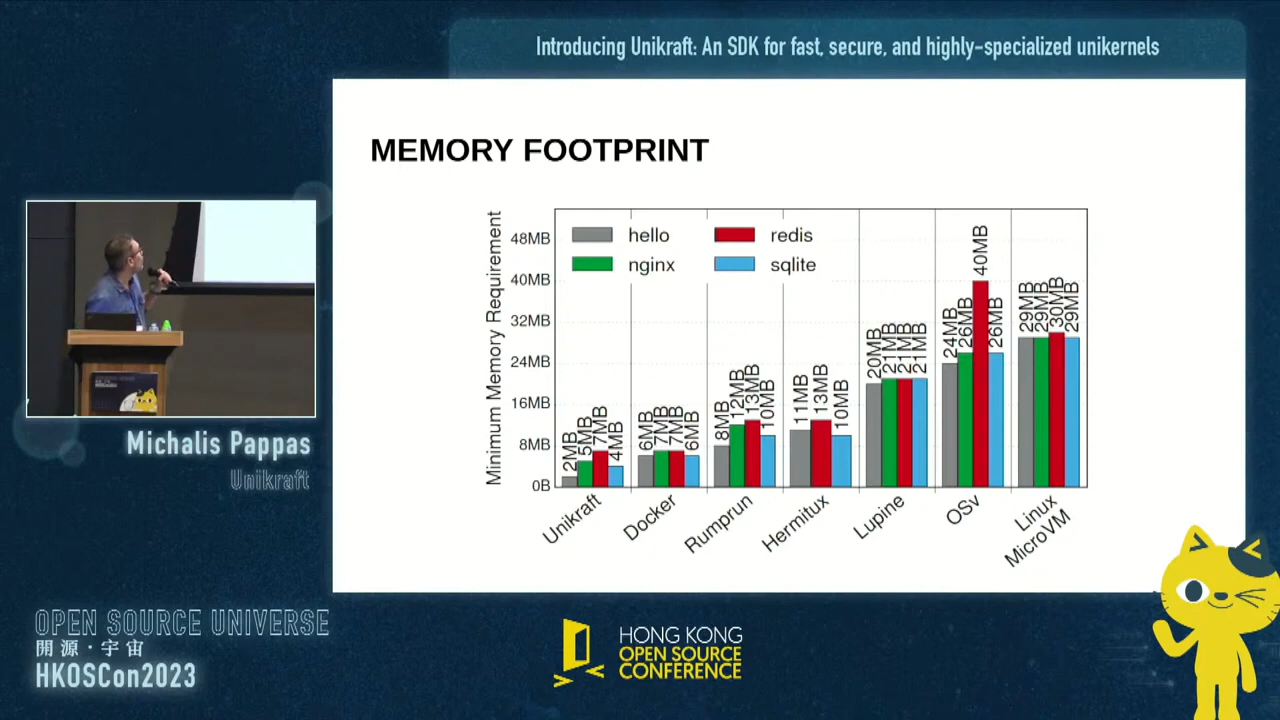 Introducing Unikraft: An SDK for fast, secure, and highly-specialized unikernels
MEMORY FOOTPRINT
Minimum Memory Requirement
48MB
40MB
32MB
24MB
16MB
8MB
0B
hello
redis
nginx
sqlite
2MB
5MB
7MB
4MB
6MB
7MB
7MB
6MB
8MB
12MB
13MB
10MB
11MB
13MB
10MB
20MB
21MB
21MB
21MB
24MB
26MB
40MB
26MB
29MB
29MB
30MB
29MB
Unikraft
Docker
Rumprun
Hermitux
Lupine
OSv
Linux
MicroVM
Michalis Pappas
Unikraft
OPEN SOURCE UNIVERSE
開源·宇宙
HKOSCon2023
HONG KONG
OPEN SOURCE
CONFERENCE